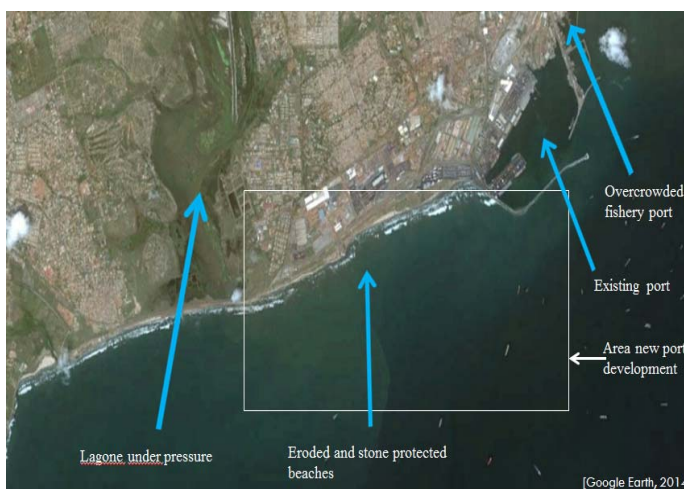 Overcrowded
fishery port
Existing port
Area new port
development
Lagone under pressure
Eroded and stone protected
beaches
[Google Earth, 2014